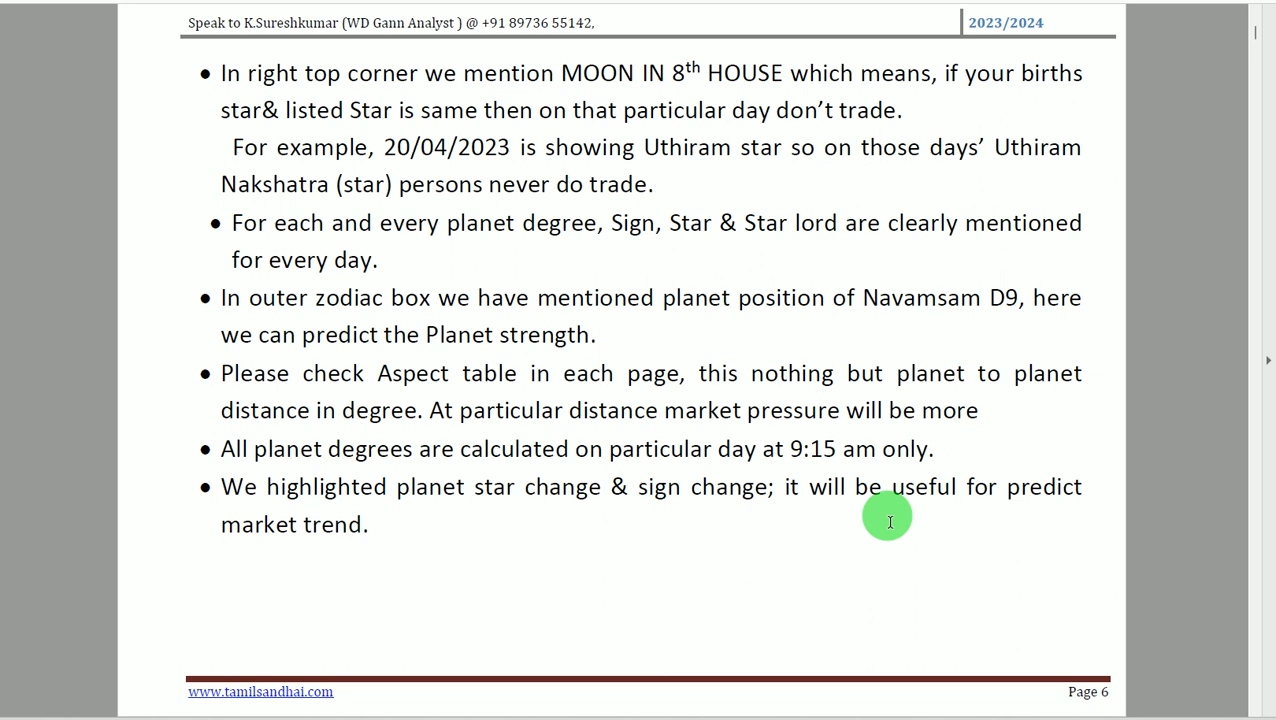 Speak to K.Sureshkumar (WD Gann Analyst ) @ +91 89736 55142,
2023/2024
• In right top corner we mention MOON IN 8th HOUSE which means, if your births
star& listed Star is same then on that particular day don’t trade.
For example, 20/04/2023 is showing Uthiram star so on those days’ Uthiram
Nakshatra (star) persons never do trade.
• For each and every planet degree, Sign, Star & Star lord are clearly mentioned
for every day.
• In outer zodiac box we have mentioned planet position of Navamsam D9, here
we can predict the Planet strength.
• Please check Aspect table in each page, this nothing but planet to planet
distance in degree. At particular distance market pressure will be more
• All planet degrees are calculated on particular day at 9:15 am only.
• We highlighted planet star change & sign change; it will be useful for predict
market trend.
www.tamilsandhai.com
Page 6